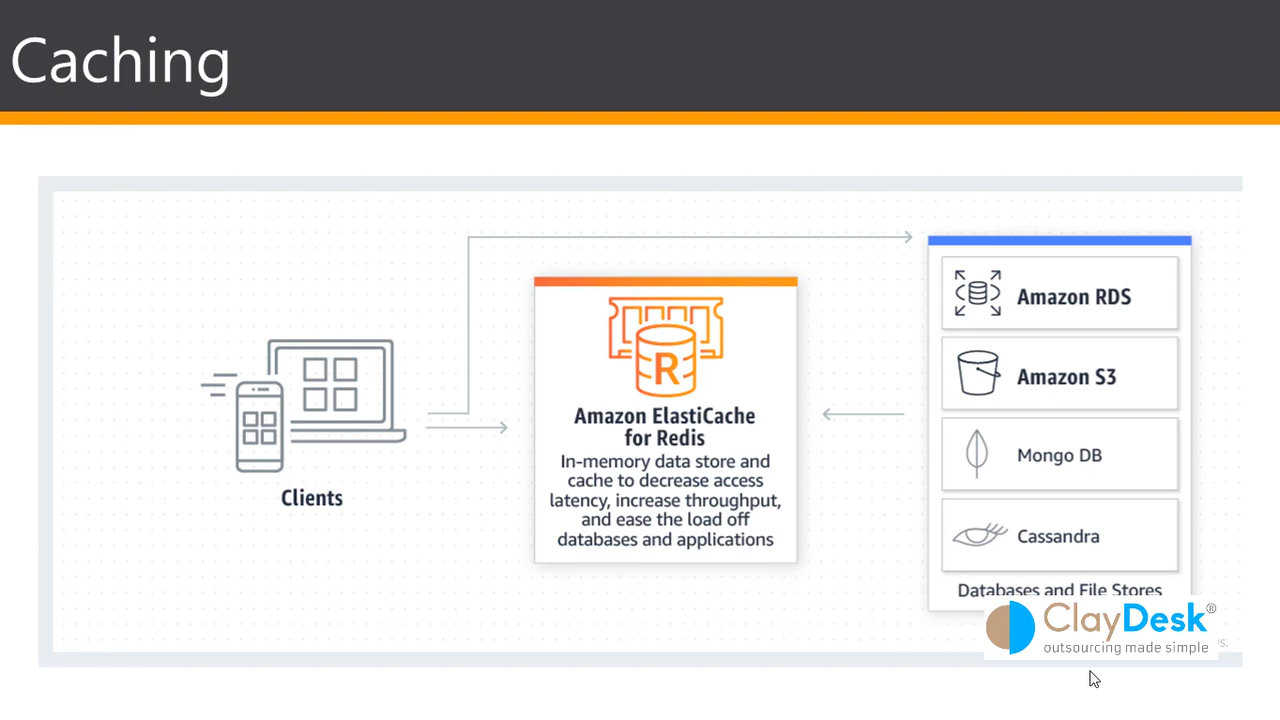 Caching
Clients
R
Amazon ElastiCache
for Redis
In-memory data store and
cache to decrease access
latency, increase throughput,
and ease the load off
databases and applications
Amazon RDS
Amazon S3
Mongo DB
Cassandra
Databases and File Stores
ClayDesk®
outsourcing made simple